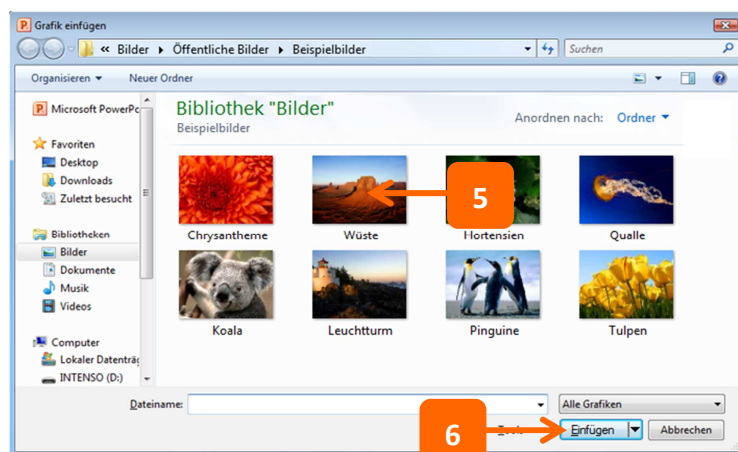 Grafik einfügen
« Bilder ▸ Öffentliche Bilder ▸ Beispielbilder
Suchen
Organisieren ▼ Neuer Ordner
Microsoft PowerPo
Favoriten
Desktop
Downloads
Zuletzt besucht
Bibliotheken
Bilder
Dokumente
Musik
Videos
Computer
Lokaler Datenträg
INTENSO (D:)
Bibliothek "Bilder"
Beispielbilder
Anordnen nach: Ordner ▼
5
Chrysantheme Wüste Hortensien Qualle
Koala Leuchtturm Pinguine Tulpen
Dateiname:
Alle Grafiken
6
Einfügen
Abbrechen